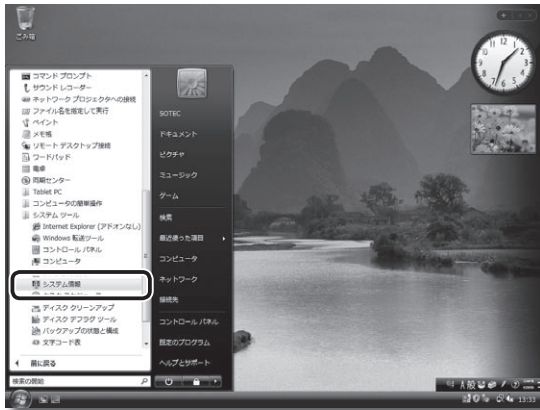 ごみ箱
コマンド プロンプト
サウンド レコーダー
ネットワーク プロジェクタへの接続
ファイル名を指定して実行
ペイント
メモ帳
リモート デスクトップ接続
ワードパッド
電卓
同期センター
Tablet PC
コンピュータの簡単操作
システム ツール
Internet Explorer (アドオンなし)
Windows 転送ツール
コントロール パネル
コンピュータ
システム情報
ディスク クリーンアップ
ディスク デフラグ ツール
バックアップの状態と構成
文字コード表
前に戻る
検索の開始
SOTEC
ドキュメント
ピクチャ
ミュージック
ゲーム
検索
最近使った項目
コンピュータ
ネットワーク
接続先
コントロール パネル
既定のプログラム
ヘルプとサポート
12
1
2
3
4
5
6
7
8
9
10
11
A 般
13:33